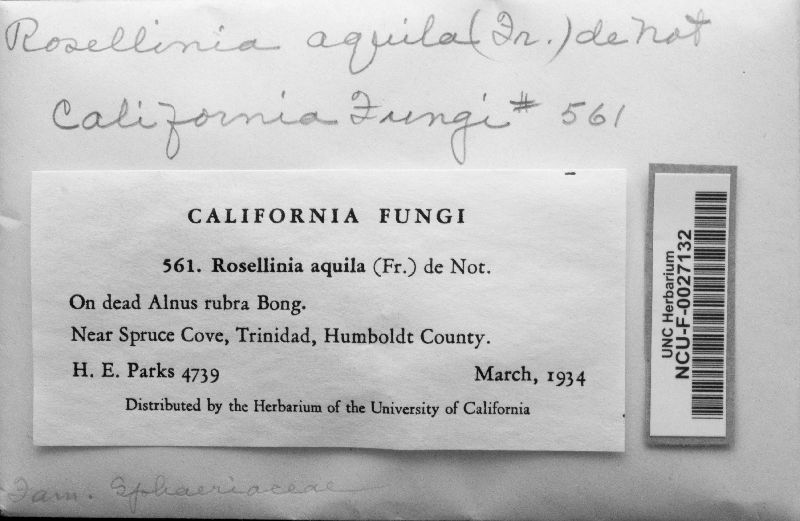 Rosellinia aquila (Fr.) de Not
California Fungi # 561
CALIFORNIA FUNGI
561. Rosellinia aquila (Fr.) de Not.
On dead Alnus rubra Bong.
Near Spruce Cove, Trinidad, Humboldt County.
H. E. Parks 4739 March, 1934
Distributed by the Herbarium of the University of California
UNC Herbarium
NCU-F-0027132
Fam. Sphaeriaceae